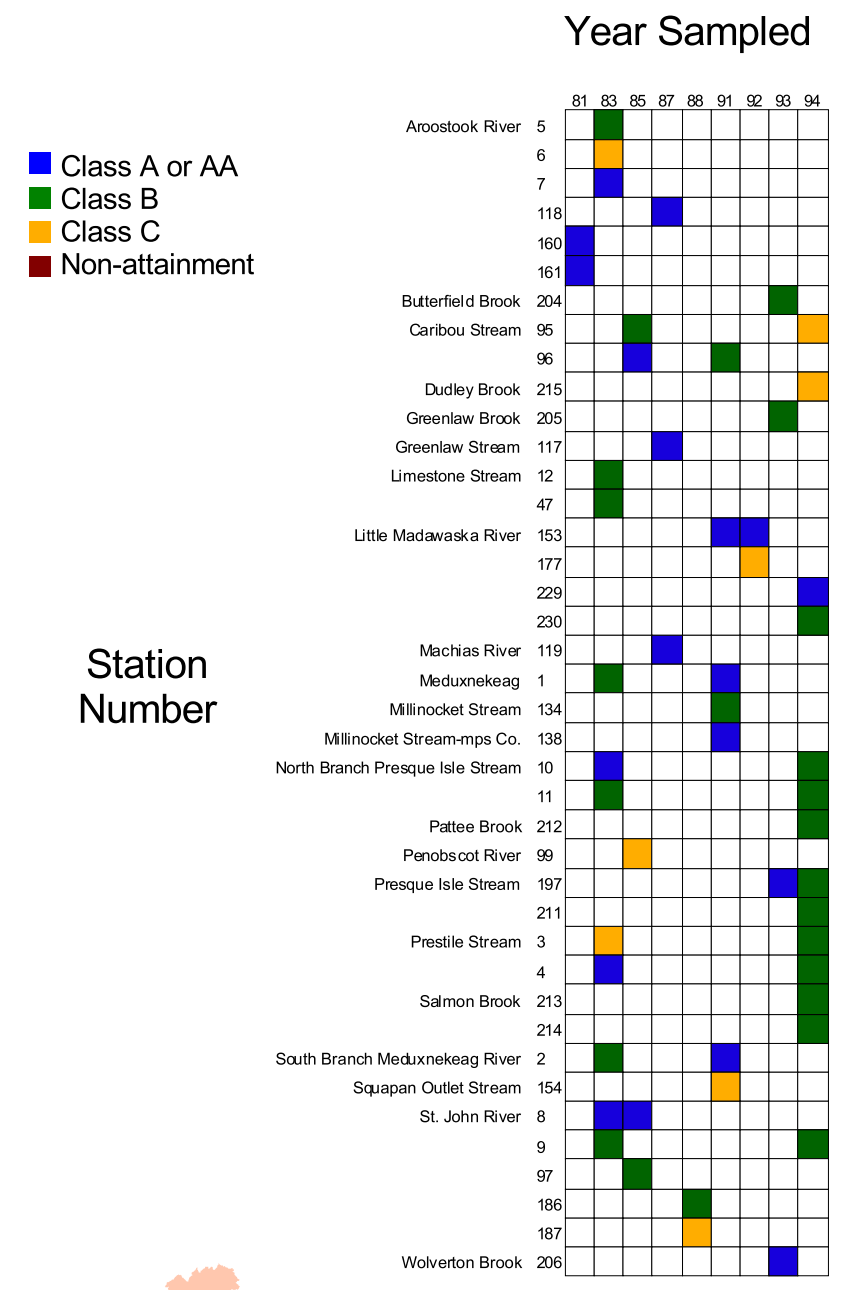 Year Sampled
81 83 85 87 88 91 92 93 94
Class A or AA
Class B
Class C
Non-attainment
Aroostook River 5
6
7
118
160
161
Butterfield Brook 204
Caribou Stream 95
96
Dudley Brook 215
Greenlaw Brook 205
Greenlaw Stream 117
Limestone Stream 12
47
Little Madawaska River 153
177
229
230
Station
Number
Machias River 119
Meduxnekeag 1
Millinocket Stream 134
Millinocket Stream-mps Co. 138
North Branch Presque Isle Stream 10
11
Pattee Brook 212
Penobscot River 99
Presque Isle Stream 197
211
Prestile Stream 3
4
Salmon Brook 213
214
South Branch Meduxnekeag River 2
Squapan Outlet Stream 154
St. John River 8
9
97
186
187
Wolverton Brook 206